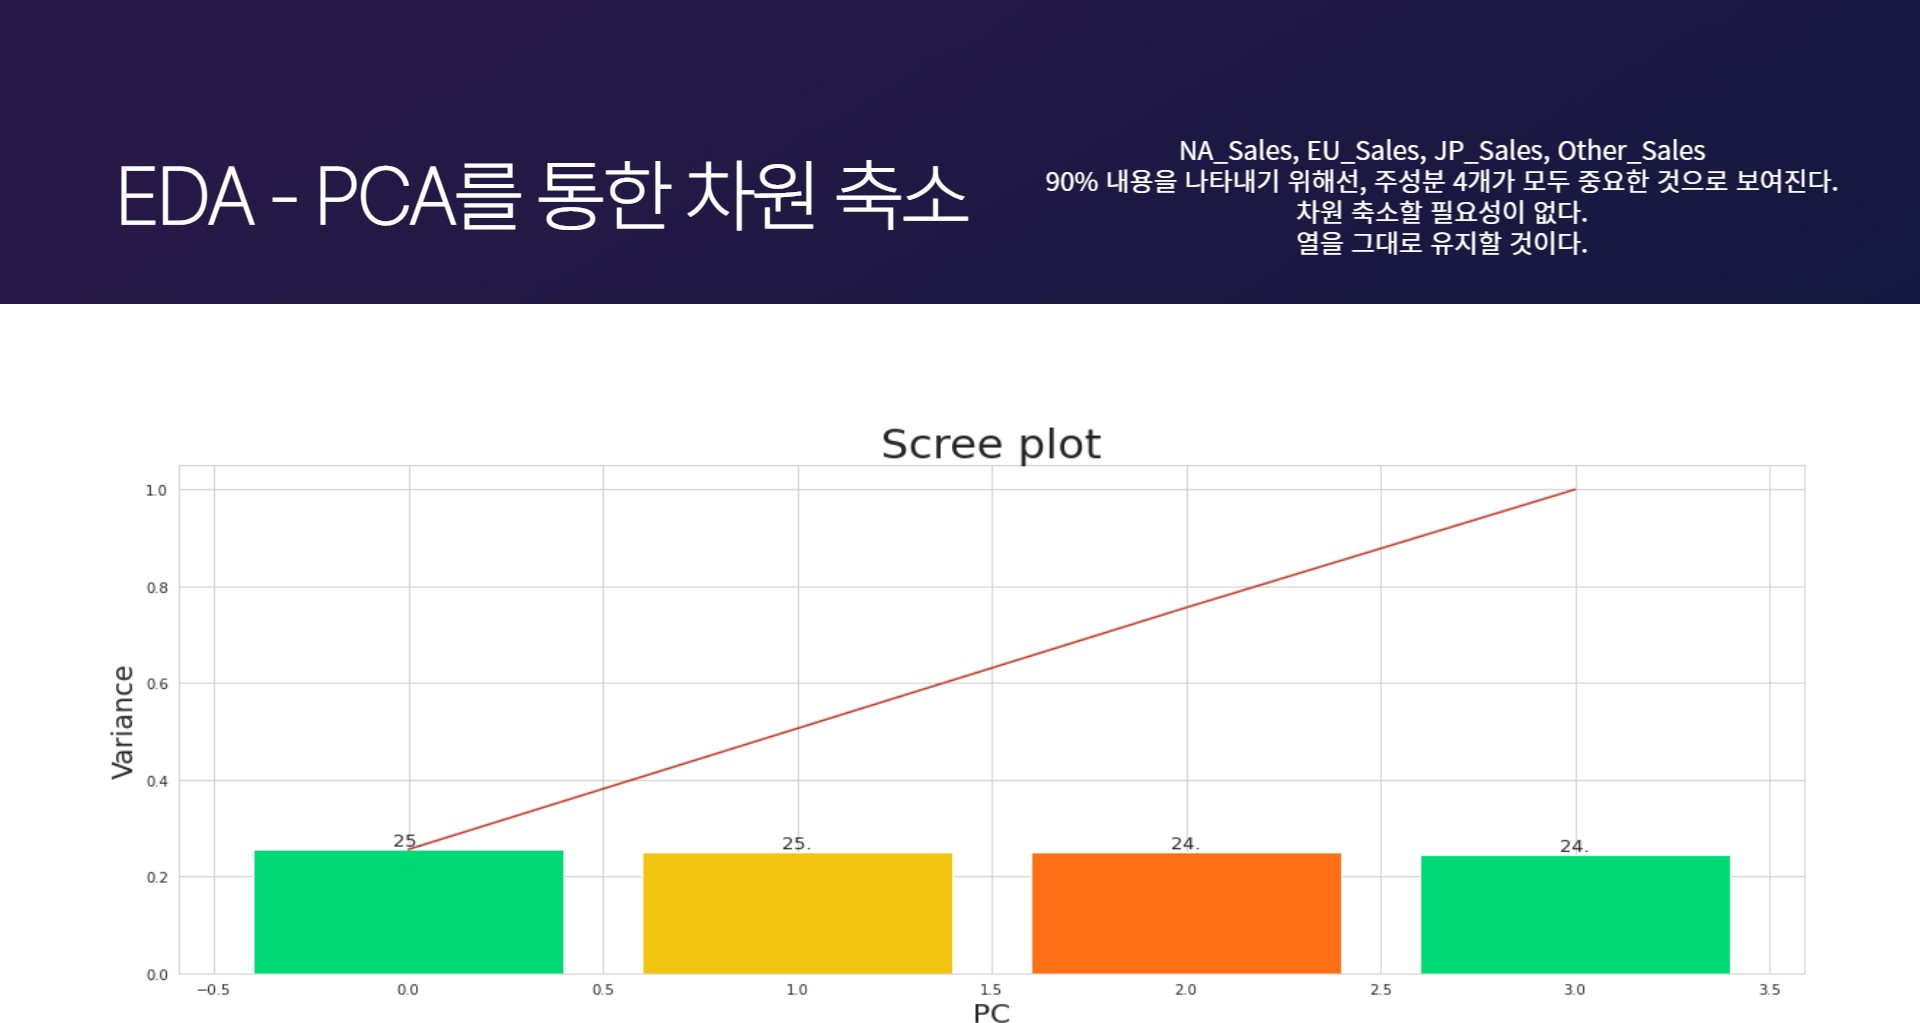 EDA - PCA를 통한 차원 축소
NA_Sales, EU_Sales, JP_Sales, Other_Sales
90% 내용을 나타내기 위해선, 주성분 4개가 모두 중요한 것으로 보여진다.
차원 축소할 필요성이 없다.
열을 그대로 유지할 것이다.
Scree plot
1.0
0.8
0.6
0.4
0.2
0.0
Variance
25. 25. 24. 24.
−0.5 0.0 0.5 1.0 1.5 2.0 2.5 3.0 3.5
PC